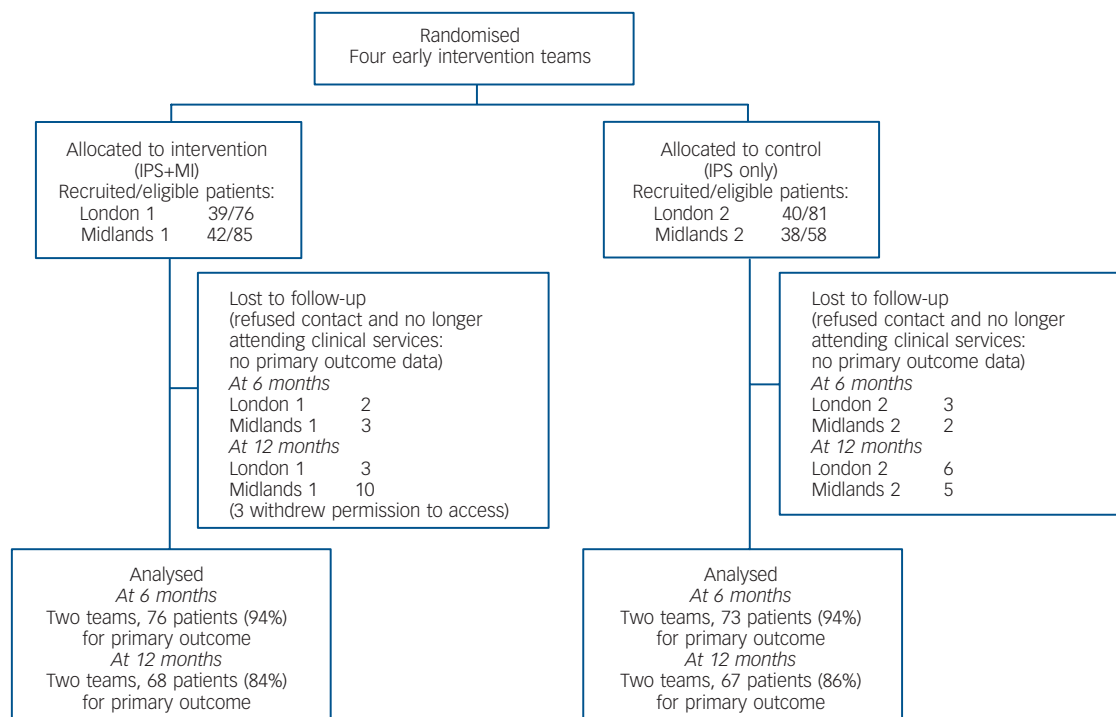 Randomised
Four early intervention teams
Allocated to intervention
(IPS+MI)
Recruited/eligible patients:
London 1 39/76
Midlands 1 42/85
Allocated to control
(IPS only)
Recruited/eligible patients:
London 2 40/81
Midlands 2 38/58
Lost to follow-up
(refused contact and no longer
attending clinical services:
no primary outcome data)
At 6 months
London 1 2
Midlands 1 3
At 12 months
London 1 3
Midlands 1 10
(3 withdrew permission to access)
Lost to follow-up
(refused contact and no longer
attending clinical services:
no primary outcome data)
At 6 months
London 2 3
Midlands 2 2
At 12 months
London 2 6
Midlands 2 5
Analysed
At 6 months
Two teams, 76 patients (94%)
for primary outcome
At 12 months
Two teams, 68 patients (84%)
for primary outcome
Analysed
At 6 months
Two teams, 73 patients (94%)
for primary outcome
At 12 months
Two teams, 67 patients (86%)
for primary outcome